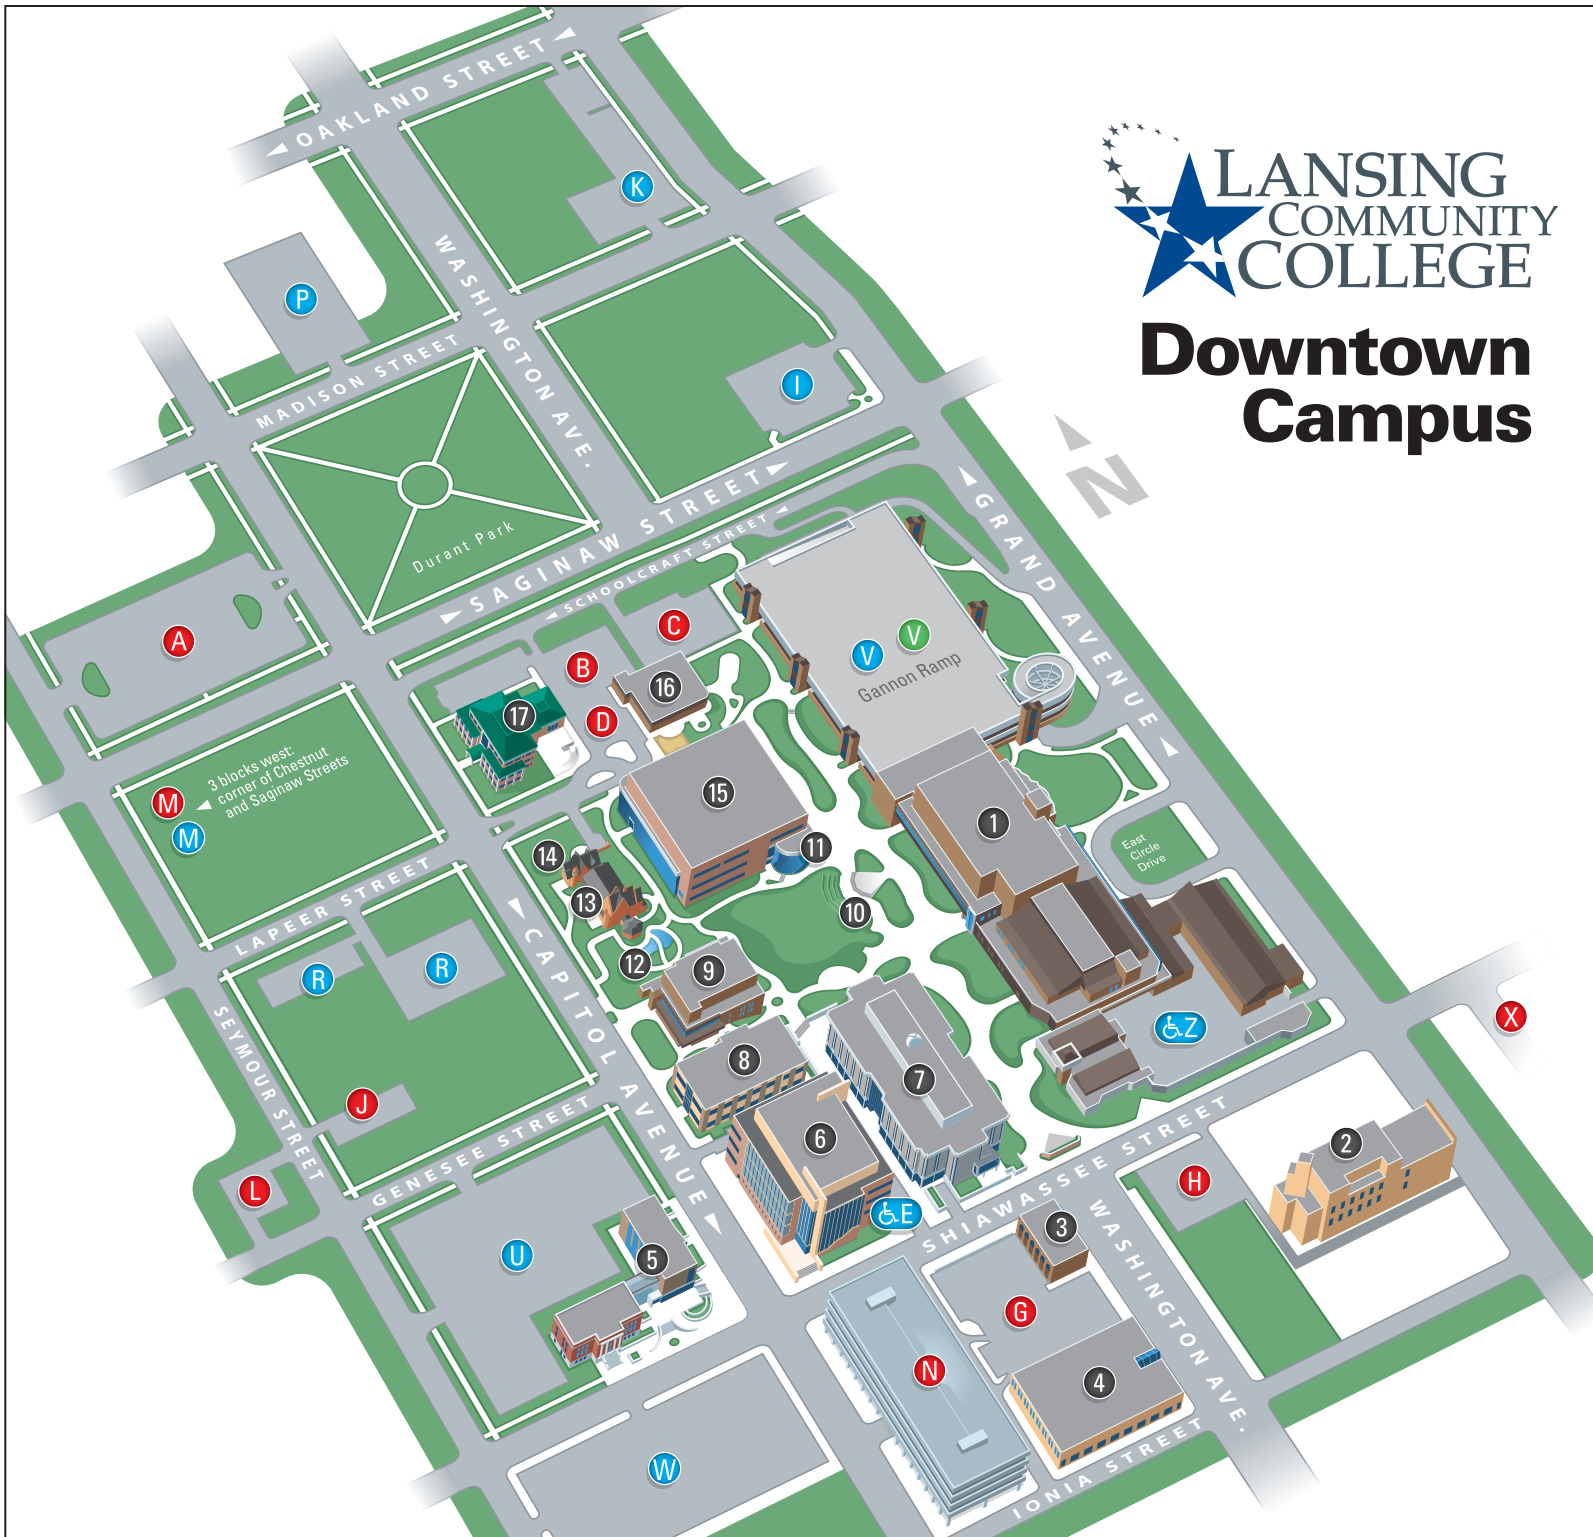 LANSING
COMMUNITY
COLLEGE
Downtown
Campus
N
OAKLAND STREET
K
WASHINGTON AVE.
P
MADISON STREET
I
Durant Park
SAGINAW STREET
SCHOOLCRAFT STREET
GRAND AVENUE
A
B
C
D
V
V
Gannon Ramp
16
17
3 blocks west:
corner of Chestnut
and Saginaw Streets
M
M
15
1
11
East
Circle
Drive
14
13
10
12
9
LAPEER STREET
CAPITOL AVENUE
R
R
SEYMOUR STREET
X
Z
8
7
J
GENESEE STREET
6
2
L
H
E
SHIAWASSEE STREET
3
WASHINGTON AVE.
U
5
G
N
4
W
IONIA STREET